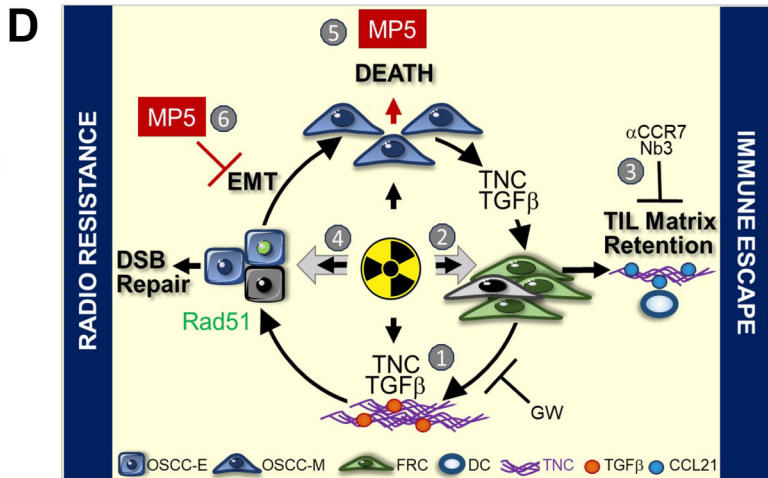 D
5
MP5
DEATH
MP5
6
EMT
RADIO RESISTANCE
IMMUNE ESCAPE
αCCR7
Nb3
3
TIL Matrix
Retention
TNC
TGFβ
4
2
DSB
Repair
Rad51
TNC
TGFβ
1
GW
OSCC-E
OSCC-M
FRC
DC
TNC
TGFβ
CCL21